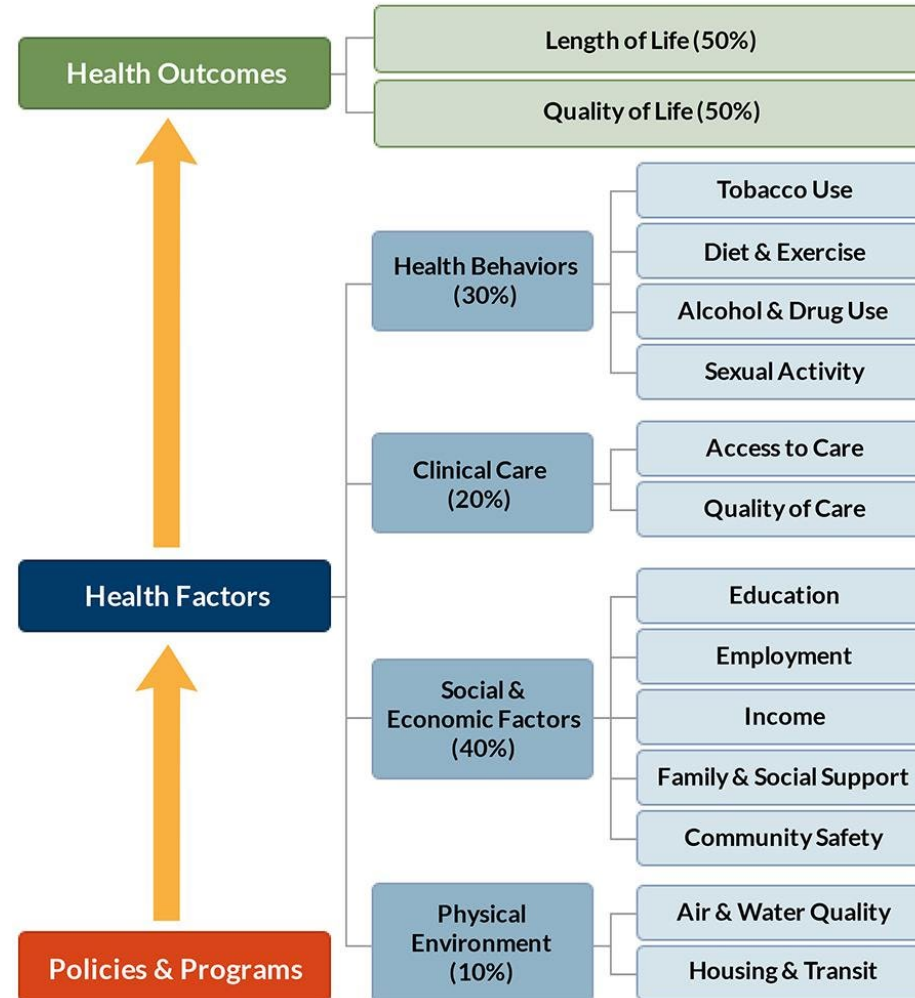 Health Outcomes
Length of Life (50%)
Quality of Life (50%)
Health Factors
Health Behaviors
(30%)
Tobacco Use
Diet & Exercise
Alcohol & Drug Use
Sexual Activity
Clinical Care
(20%)
Access to Care
Quality of Care
Social &
Economic Factors
(40%)
Education
Employment
Income
Family & Social Support
Community Safety
Physical
Environment
(10%)
Air & Water Quality
Housing & Transit
Policies & Programs